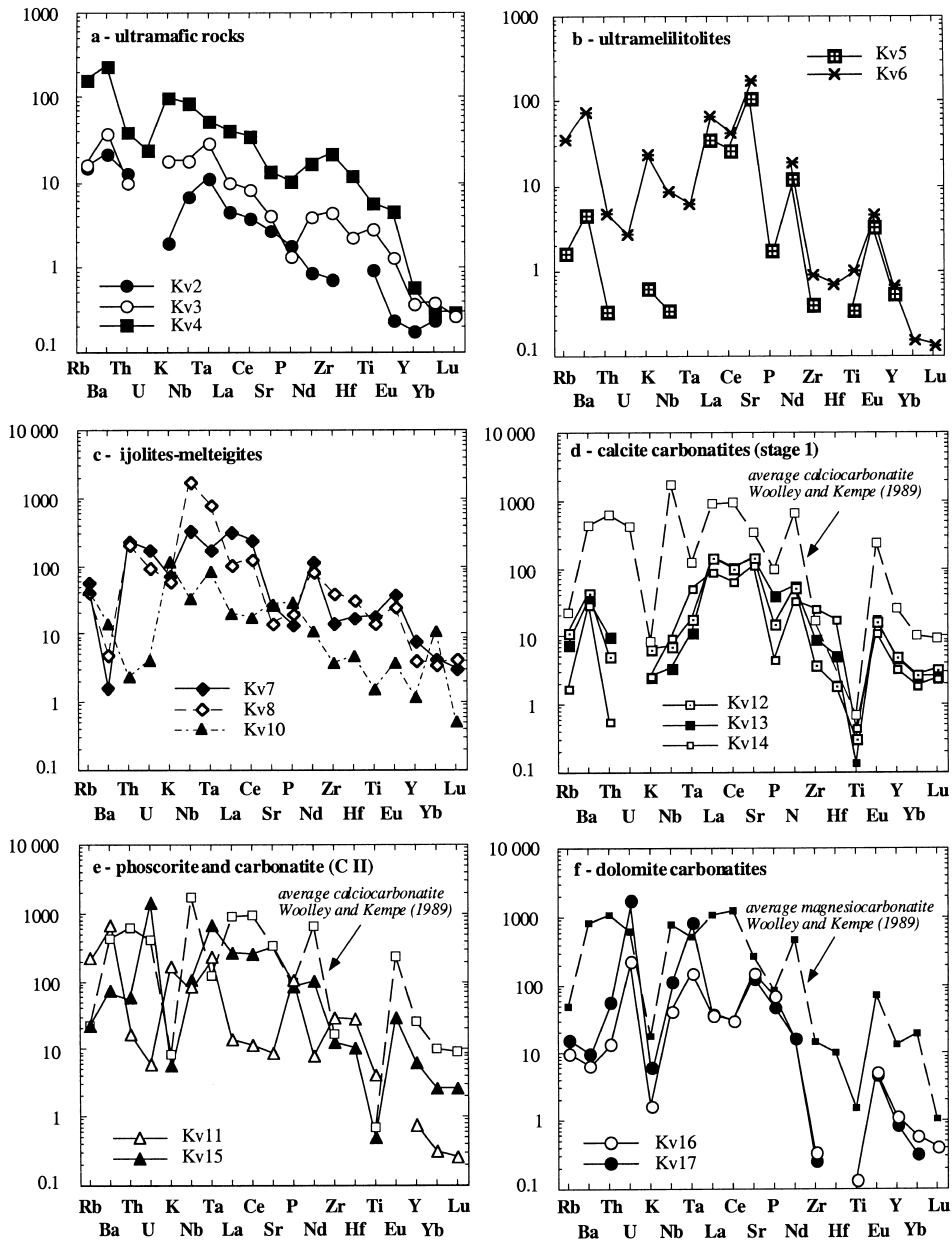 1000
100
10
1
0.1
a - ultramafic rocks
Kv2
Kv3
Kv4
Rb Th K Ta Ce P Zr Ti Y Lu
Ba U Nb La Sr Nd Hf Eu Yb
1000
100
10
1
0.1
b - ultramelilitolites
Kv5
Kv6
Rb Th K Ta Ce P Zr Ti Y Lu
Ba U Nb La Sr Nd Hf Eu Yb
10 000
1000
100
10
1
0.1
c - ijolites-melteigites
Kv7
Kv8
Kv10
Rb Th K Ta Ce P Zr Ti Y Lu
Ba U Nb La Sr Nd Hf Eu Yb
10 000
1000
100
10
1
0.1
d - calcite carbonatites (stage 1)
average calciocarbonatite
Woolley and Kempe (1989)
Kv12
Kv13
Kv14
Rb Th K Ta Ce P Zr Ti Y Lu
Ba U Nb La Sr N Hf Eu Yb
10 000
1000
100
10
1
0.1
e - phoscorite and carbonatite (C II)
average calciocarbonatite
Woolley and Kempe (1989)
Kv11
Kv15
Rb Th K Ta Ce P Zr Ti Y Lu
Ba U Nb La Sr Nd Hf Eu Yb
10 000
1000
100
10
1
0.1
f - dolomite carbonatites
average magnesiocarbonatite
Woolley and Kempe (1989)
Kv16
Kv17
Rb Th K Ta Ce P Zr Ti Y Lu
Ba U Nb La Sr Nd Hf Eu Yb